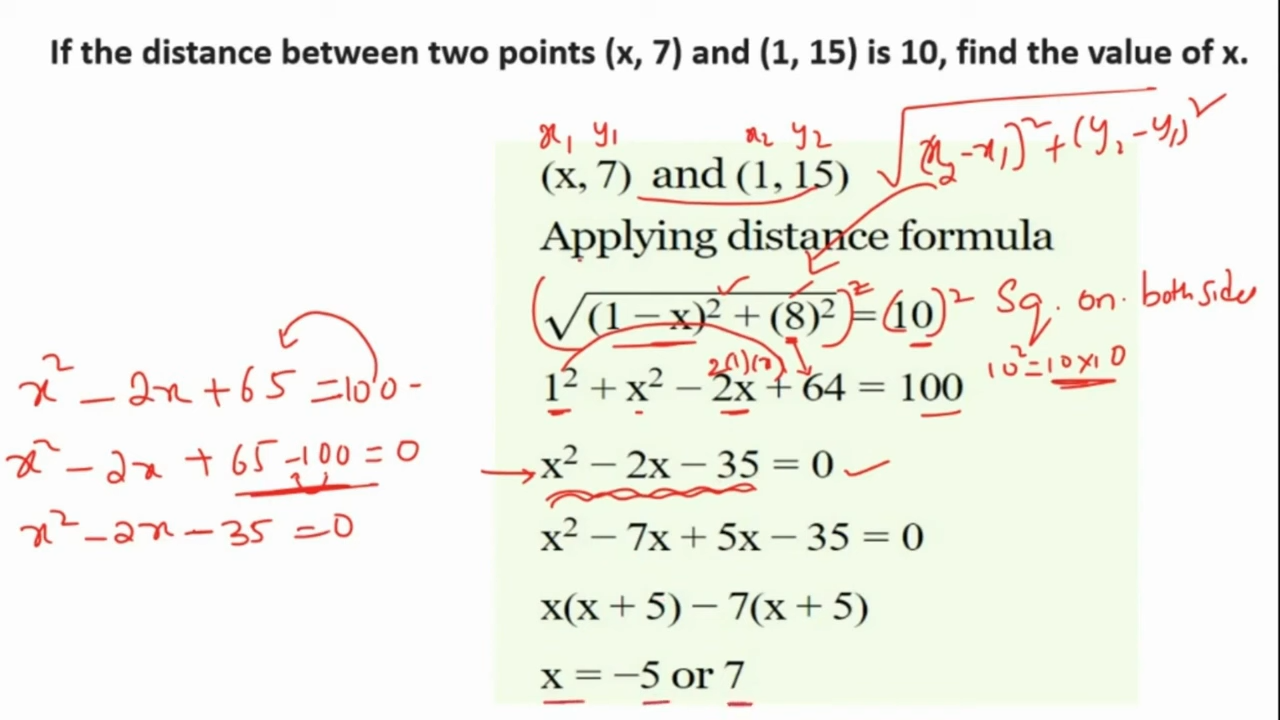 If the distance between two points (x, 7) and (1, 15) is 10, find the value of x.
x₁ y₁ x₂ y₂
(x, 7) and (1, 15) √(x₂ - x₁)² + (y₂ - y₁)²
Applying distance formula
(√(1 − x)² + (8)²)² = (10)² Sq. on both side
2(1)(x) 10² = 10×10
1² + x² − 2x + 64 = 100
x² − 2x − 35 = 0
x² − 7x + 5x − 35 = 0
x(x + 5) − 7(x + 5)
x = −5 or 7
x² - 2x + 65 = 100
x² - 2x + 65 - 100 = 0
x² - 2x - 35 = 0